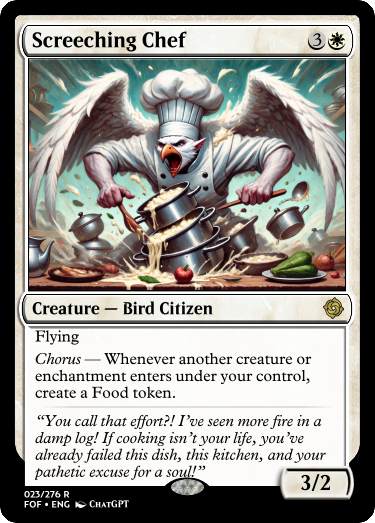 Screeching Chef 3
Creature — Bird Citizen
Flying
Chorus — Whenever another creature or
enchantment enters under your control,
create a Food token.
“You call that effort?! I've seen more fire in a
damp log! If cooking isn't your life, you've
already failed this dish, this kitchen, and your
pathetic excuse for a soul!”
3/2
023/276 R
FOF • ENG ChatGPT